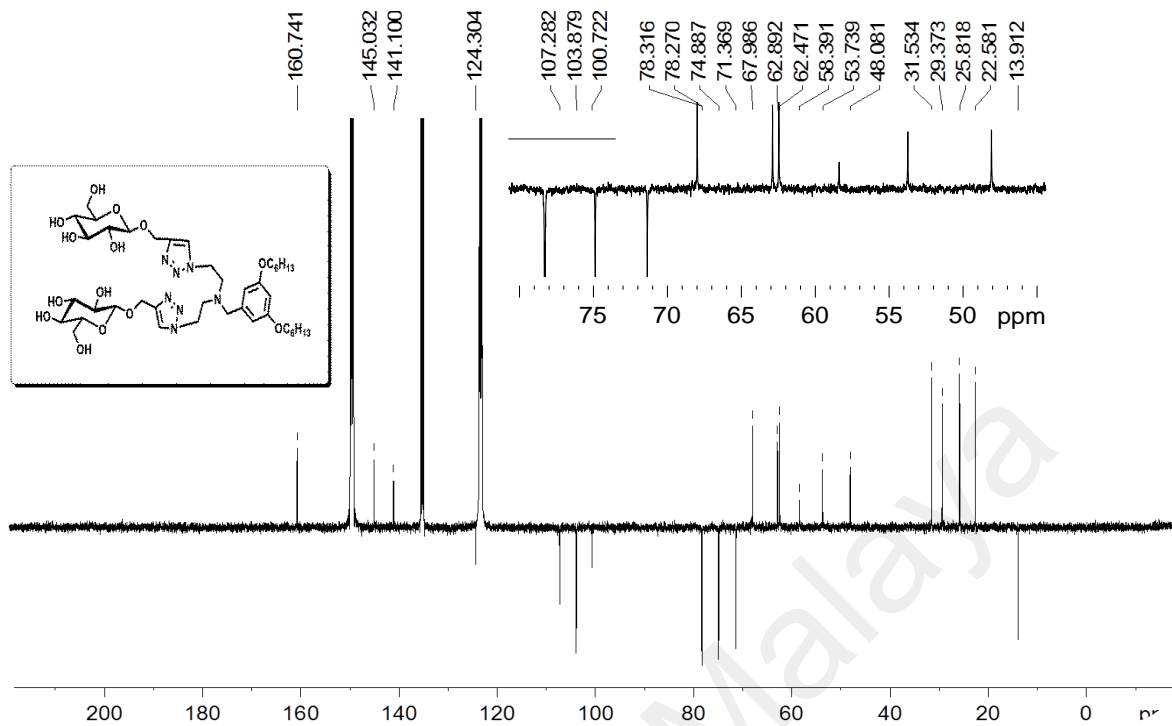 160.741
145.032
141.100
124.304
107.282
103.879
100.722
78.316
78.270
74.887
71.369
67.986
62.892
62.471
58.391
53.739
48.081
31.534
29.373
25.818
22.581
13.912
OH
HO
HO
HO
OH
O
O
N
N
N
OC6H13
N
OC6H13
HO
HO
HO
OH
O
O
N
N
N
OH
75 70 65 60 55 50 ppm
Malaya
200 180 160 140 120 100 80 60 40 20 0